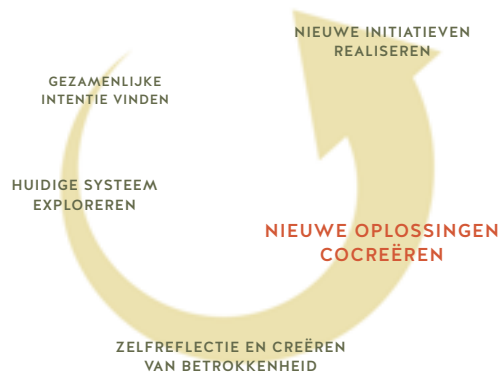 NIEUWE INITIATIEVEN
REALISEREN
GEZAMENLIJKE
INTENTIE VINDEN
HUIDIGE SYSTEEM
EXPLOREREN
NIEUWE OPLOSSINGEN
COCREËREN
ZELFREFLECTIE EN CREËREN
VAN BETROKKENHEID